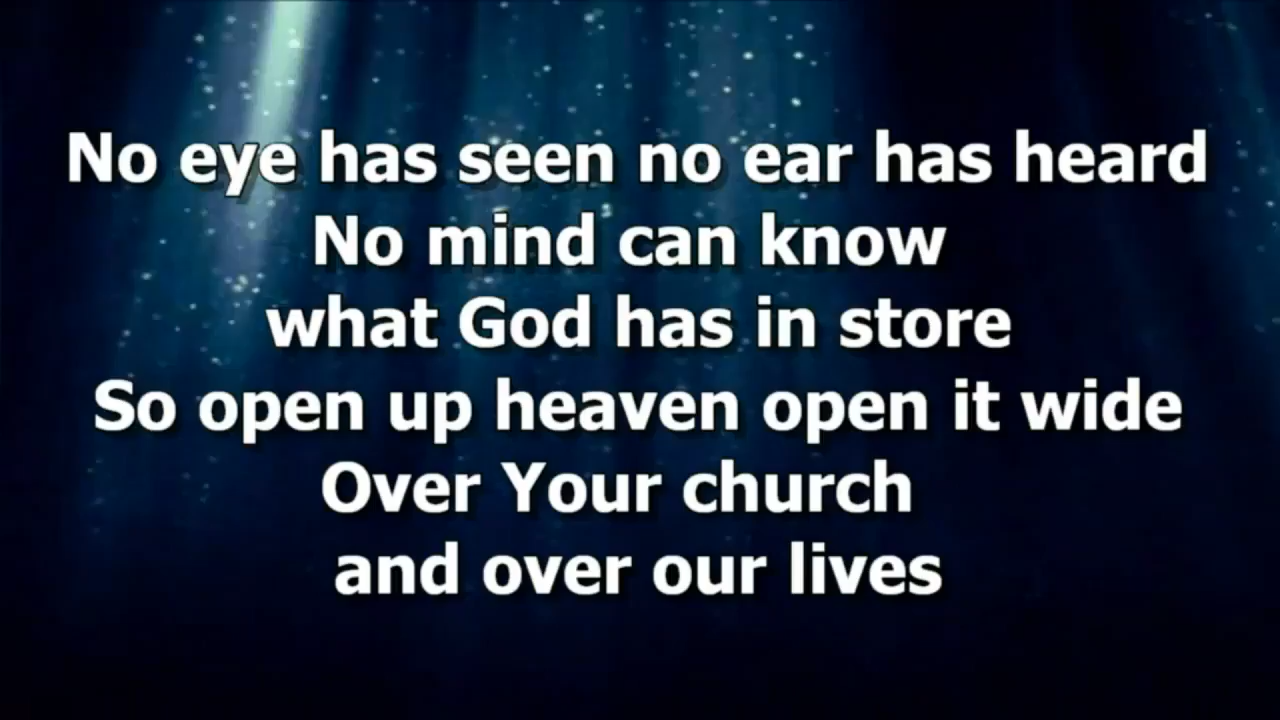 No eye has seen no ear has heard
No mind can know
what God has in store
So open up heaven open it wide
Over Your church
and over our lives